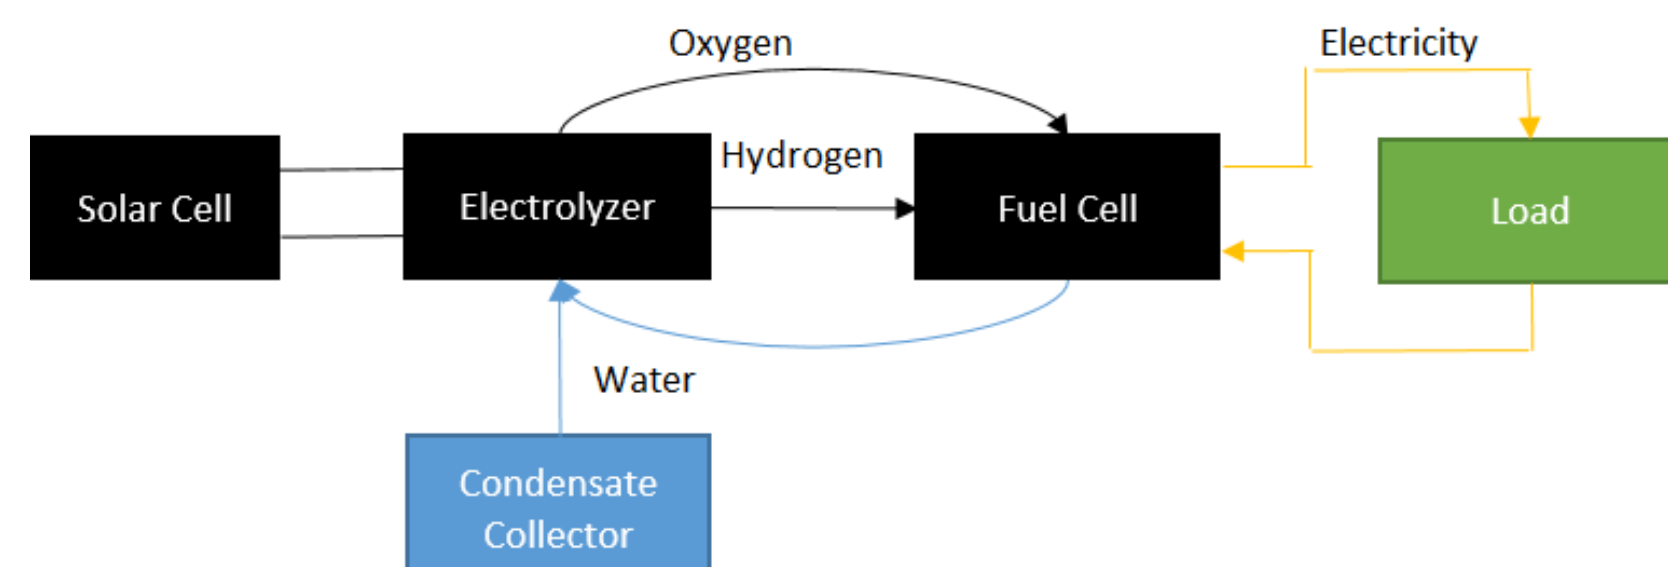 Oxygen
Electricity
Hydrogen
Solar Cell
Electrolyzer
Fuel Cell
Load
Water
Condensate
Collector